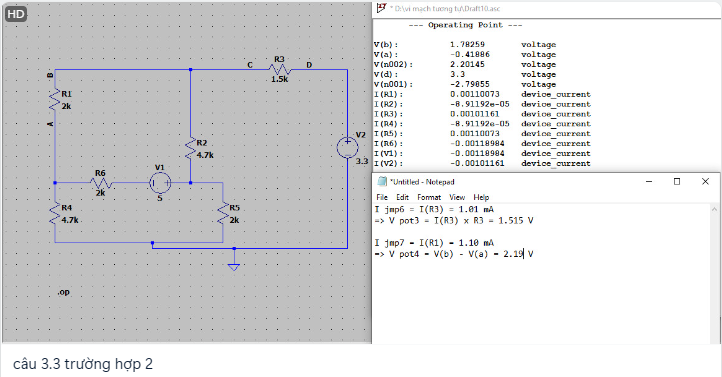 HD
* D:\vi mạch tương tự\Draft10.asc
--- Operating Point ---
V(b): 1.78259 voltage
V(a): -0.41886 voltage
V(n002): 2.20145 voltage
V(d): 3.3 voltage
V(n001): -2.79855 voltage
I(R1): 0.00110073 device_current
I(R2): -8.91192e-05 device_current
I(R3): 0.00101161 device_current
I(R4): -8.91192e-05 device_current
I(R5): 0.00110073 device_current
I(R6): -0.00118984 device_current
I(V1): -0.00118984 device_current
I(V2): -0.00101161 device_current
B
R1
2k
A
C
R3
D
1.5k
R2
4.7k
V2
3.3
R6
2k
V1
5
R4
4.7k
R5
2k
.op
*Untitled - Notepad
File Edit Format View Help
I jmp6 = I(R3) = 1.01 mA
=> V pot3 = I(R3) x R3 = 1.515 V
I jmp7 = I(R1) = 1.10 mA
=> V pot4 = V(b) - V(a) = 2.19 V
câu 3.3 trường hợp 2